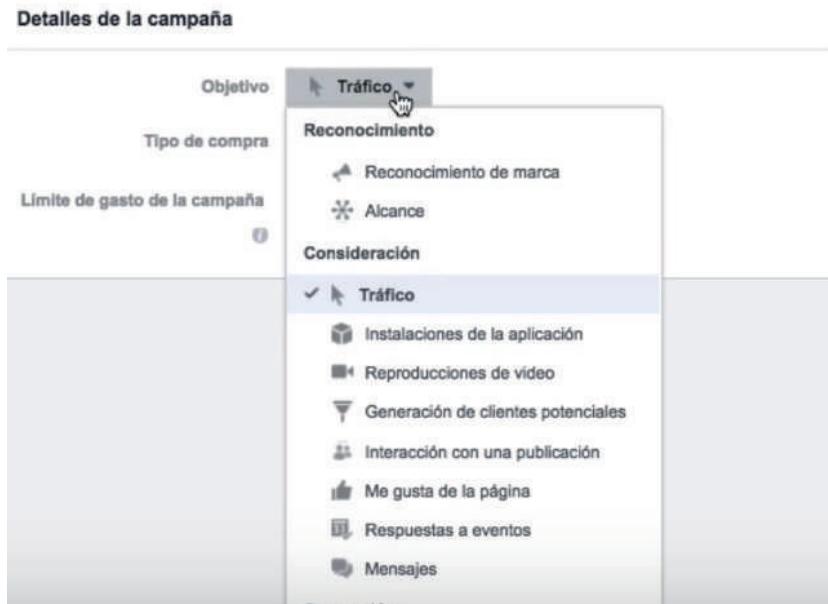 Detalles de la campaña
Objetivo
Tráfico
Tipo de compra
Límite de gasto de la campaña
Reconocimiento
Reconocimiento de marca
Alcance
Consideración
Tráfico
Instalaciones de la aplicación
Reproducciones de video
Generación de clientes potenciales
Interacción con una publicación
Me gusta de la página
Respuestas a eventos
Mensajes